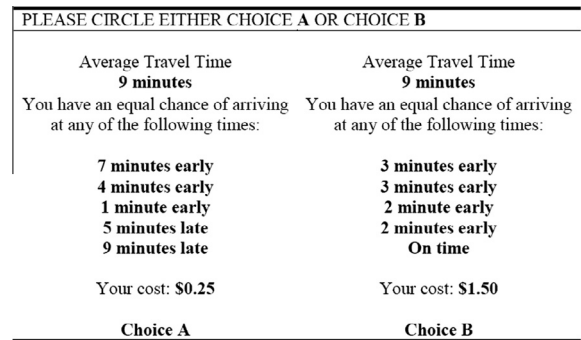 PLEASE CIRCLE EITHER CHOICE A OR CHOICE B
Average Travel Time
9 minutes
You have an equal chance of arriving
at any of the following times:
7 minutes early
4 minutes early
1 minute early
5 minutes late
9 minutes late
Your cost: $0.25
Choice A
Average Travel Time
9 minutes
You have an equal chance of arriving
at any of the following times:
3 minutes early
3 minutes early
2 minute early
2 minutes early
On time
Your cost: $1.50
Choice B